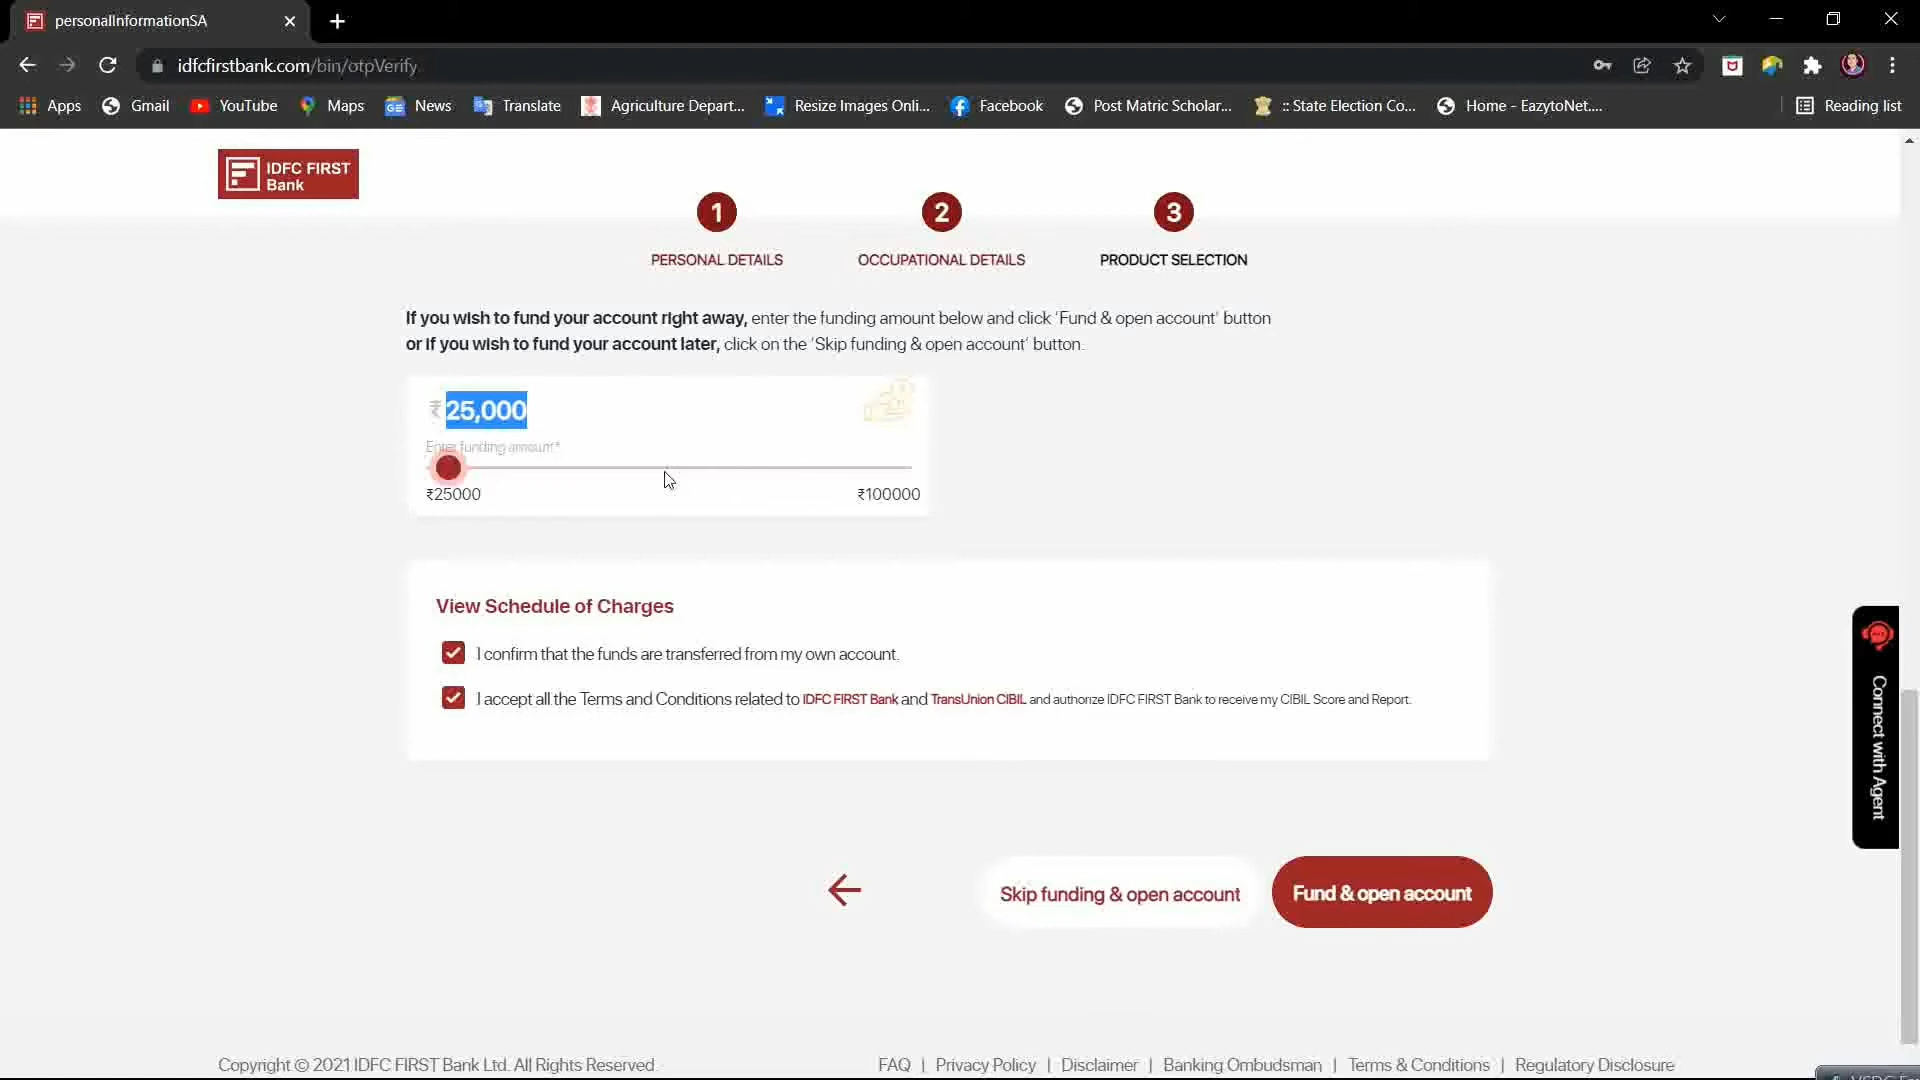 personalInformationSA
idfcfirstbank.com/bin/otpVerify
Apps
Gmail
YouTube
Maps
News
Translate
Agriculture Depart...
Resize Images Onli...
Facebook
Post Matric Scholar...
:: State Election Co...
Home - EazytoNet....
Reading list
IDFC FIRST
Bank
1
2
3
PERSONAL DETAILS
OCCUPATIONAL DETAILS
PRODUCT SELECTION
If you wish to fund your account right away, enter the funding amount below and click 'Fund & open account' button
or if you wish to fund your account later, click on the 'Skip funding & open account' button.
₹ 25,000
Enter funding amount*
₹25000
₹100000
View Schedule of Charges
I confirm that the funds are transferred from my own account.
I accept all the Terms and Conditions related to IDFC FIRST Bank and TransUnion CIBIL and authorize IDFC FIRST Bank to receive my CIBIL Score and Report.
Connect with Agent
Skip funding & open account
Fund & open account
Copyright © 2021 IDFC FIRST Bank Ltd. All Rights Reserved.
FAQ | Privacy Policy | Disclaimer | Banking Ombudsman | Terms & Conditions | Regulatory Disclosure